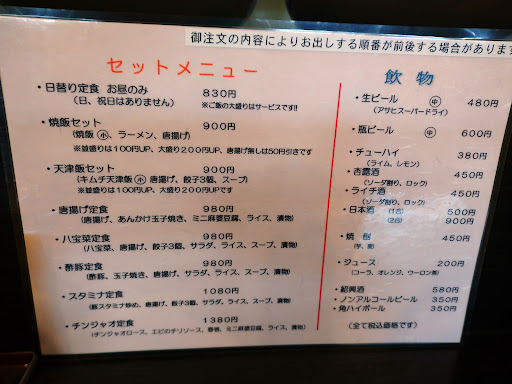 御注文の内容によりお出しする順番が前後する場合があります
セットメニュー
・日替り定食 お昼のみ 830円
(日、祝日はありません) ※ご飯の大盛りはサービスです!!
・焼飯セット 900円
(焼飯㊥、ラーメン、唐揚げ)
※並盛りは100円UP、大盛り200円UP、唐揚げ無しは50円引きです
・天津飯セット 900円
(キムチ天津飯小、唐揚げ、餃子3個、スープ)
※並盛りは100円UP、大盛り200円UPです
・唐揚げ定食 980円
(唐揚げ、あんかけ玉子焼き、ミニ麻婆豆腐、ライス、漬物)
・八宝菜定食 980円
(八宝菜、唐揚げ、餃子3個、サラダ、ライス、スープ、漬物)
・酢豚定食 980円
(酢豚、玉子焼き、唐揚げ、サラダ、ライス、スープ、漬物)
・スタミナ定食 1080円
(豚スタミナ炒め、唐揚げ、餃子3個、サラダ、ライス、スープ、漬物)
・チンジャオ定食 1380円
(チンジャオロース、エビのチリソース、春巻、ミニ麻婆豆腐、ライス、漬物)
飲物
・生ビール 中 480円
(アサヒスーパードライ)
・瓶ビール 中 600円
・チューハイ 380円
(ライム、レモン)
・杏露酒 450円
(ソーダ割り、ロック)
・ライチ酒 450円
(ソーダ割り、ロック)
・日本酒 (1合) 500円
(2合) 900円
・焼酎 450円
(芋、麦)
・ジュース 200円
(コーラ、オレンジ、ウーロン茶)
・紹興酒 580円
・ノンアルコールビール 350円
・角ハイボール 350円
(全て税込価格です)